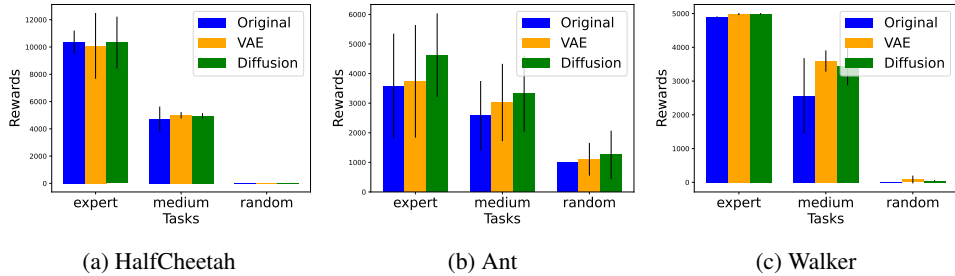 12000
10000
8000
6000
4000
2000
0
Rewards
Original
VAE
Diffusion
expert medium random
Tasks
(a) HalfCheetah
6000
5000
4000
3000
2000
1000
0
Rewards
Original
VAE
Diffusion
expert medium random
Tasks
(b) Ant
5000
4000
3000
2000
1000
0
Rewards
Original
VAE
Diffusion
expert medium random
Tasks
(c) Walker